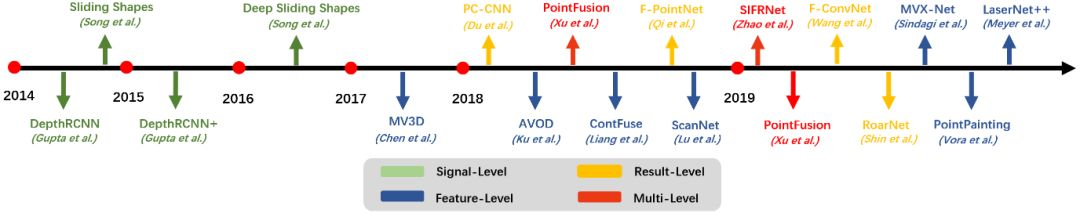 Sliding Shapes
(Song et al.)
Deep Sliding Shapes
(Song et al.)
PC-CNN
(Du et al.)
PointFusion
(Xu et al.)
F-PointNet
(Qi et al.)
SIFRNet
(Zhao et al.)
F-ConvNet
(Wang et al.)
MVX-Net
(Sindagi et al.)
LaserNet++
(Meyer et al.)
2014
2015
2016
2017
2018
2019
DepthRCNN
(Gupta et al.)
DepthRCNN+
(Gupta et al.)
MV3D
(Chen et al.)
AVOD
(Ku et al.)
ContFuse
(Liang et al.)
ScanNet
(Lu et al.)
PointFusion
(Xu et al.)
RoarNet
(Shin et al.)
PointPainting
(Vora et al.)
Signal-Level
Result-Level
Feature-Level
Multi-Level